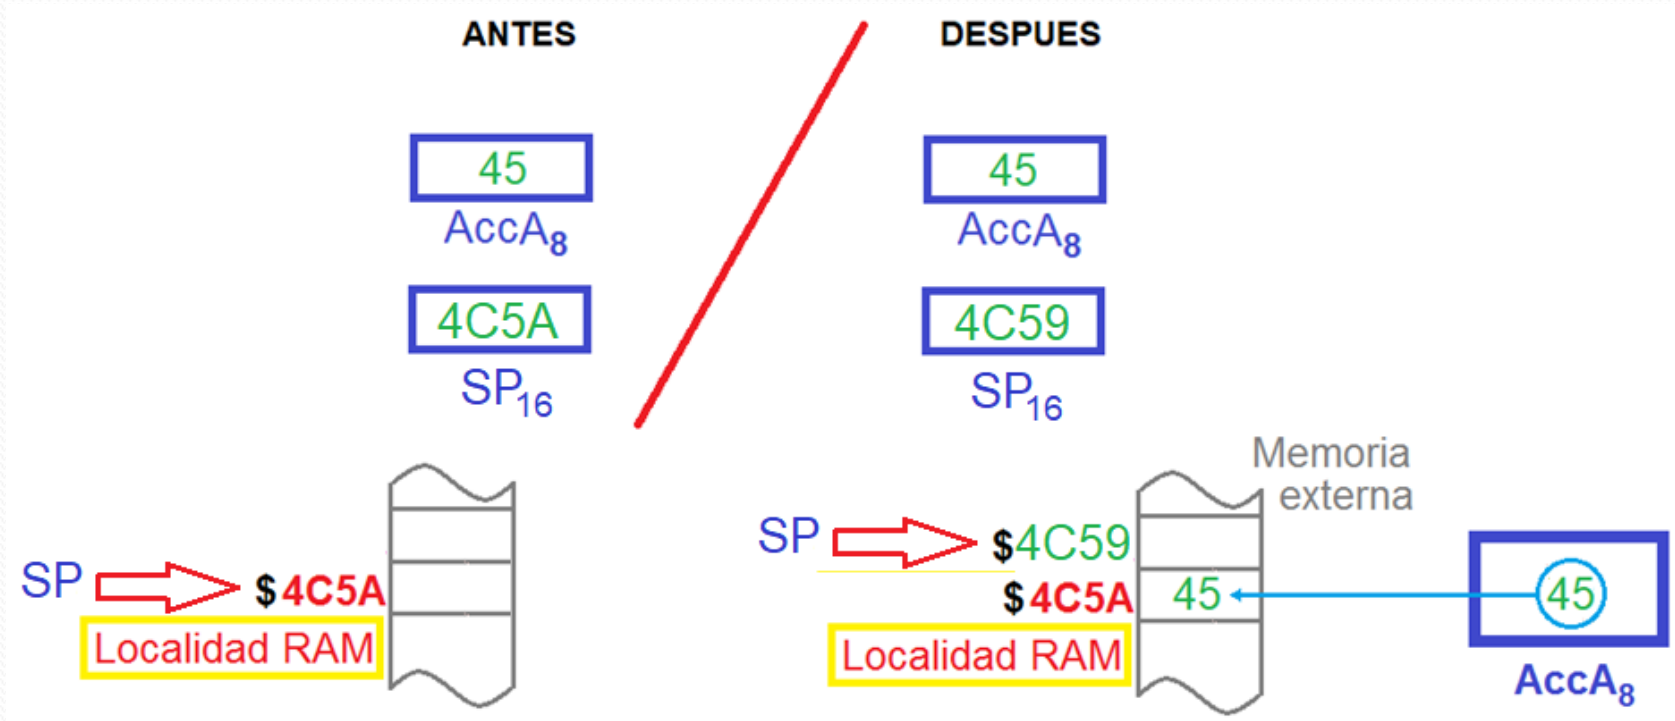 ANTES
DESPUES
45
AccA8
4C5A
SP16
45
AccA8
4C59
SP16
SP
$4C5A
Localidad RAM
Memoria
externa
SP
$4C59
$4C5A
45
45
Localidad RAM
AccA8